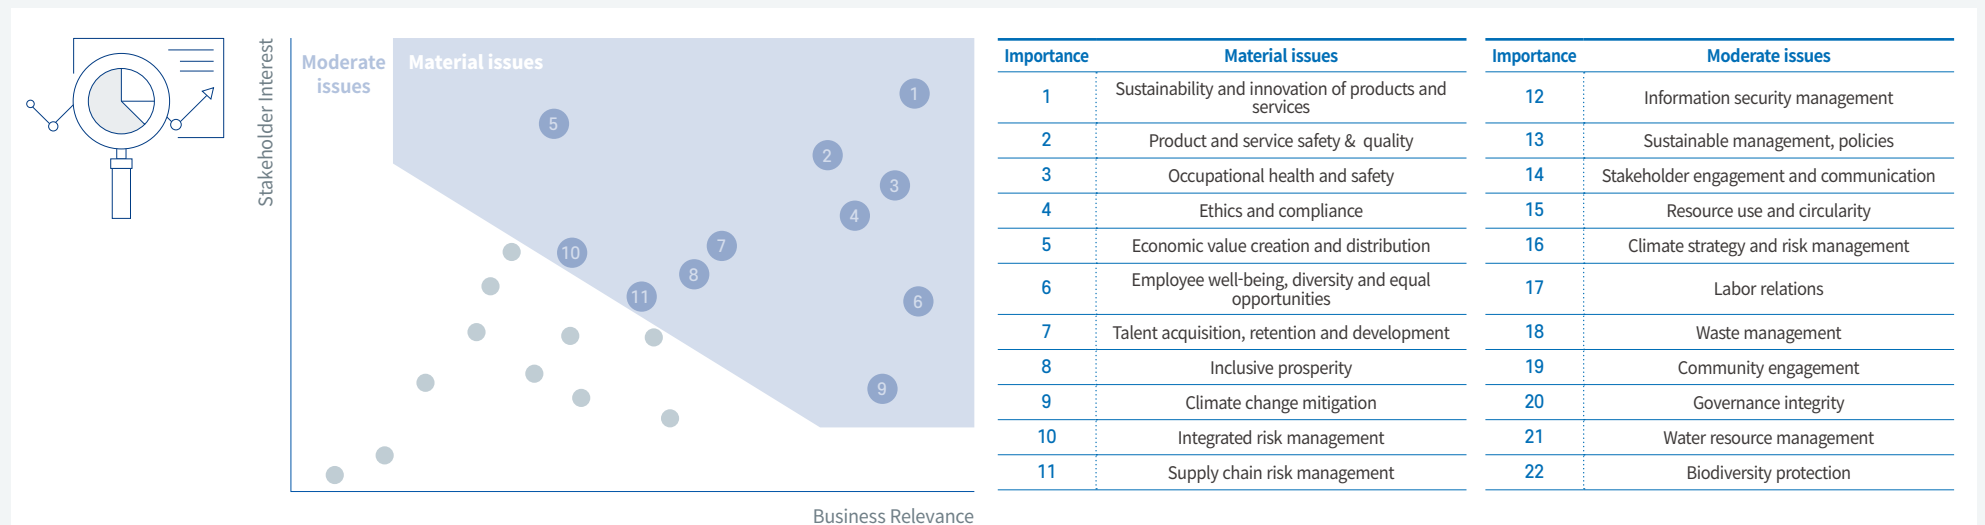 Stakeholder Interest
Moderate
issues
Material issues
1
5
2
3
4
7
10
8
11
6
9
Business Relevance
Importance Material issues
1 Sustainability and innovation of products and
services
2 Product and service safety & quality
3 Occupational health and safety
4 Ethics and compliance
5 Economic value creation and distribution
6 Employee well-being, diversity and equal
opportunities
7 Talent acquisition, retention and development
8 Inclusive prosperity
9 Climate change mitigation
10 Integrated risk management
11 Supply chain risk management
Importance Moderate issues
12 Information security management
13 Sustainable management, policies
14 Stakeholder engagement and communication
15 Resource use and circularity
16 Climate strategy and risk management
17 Labor relations
18 Waste management
19 Community engagement
20 Governance integrity
21 Water resource management
22 Biodiversity protection